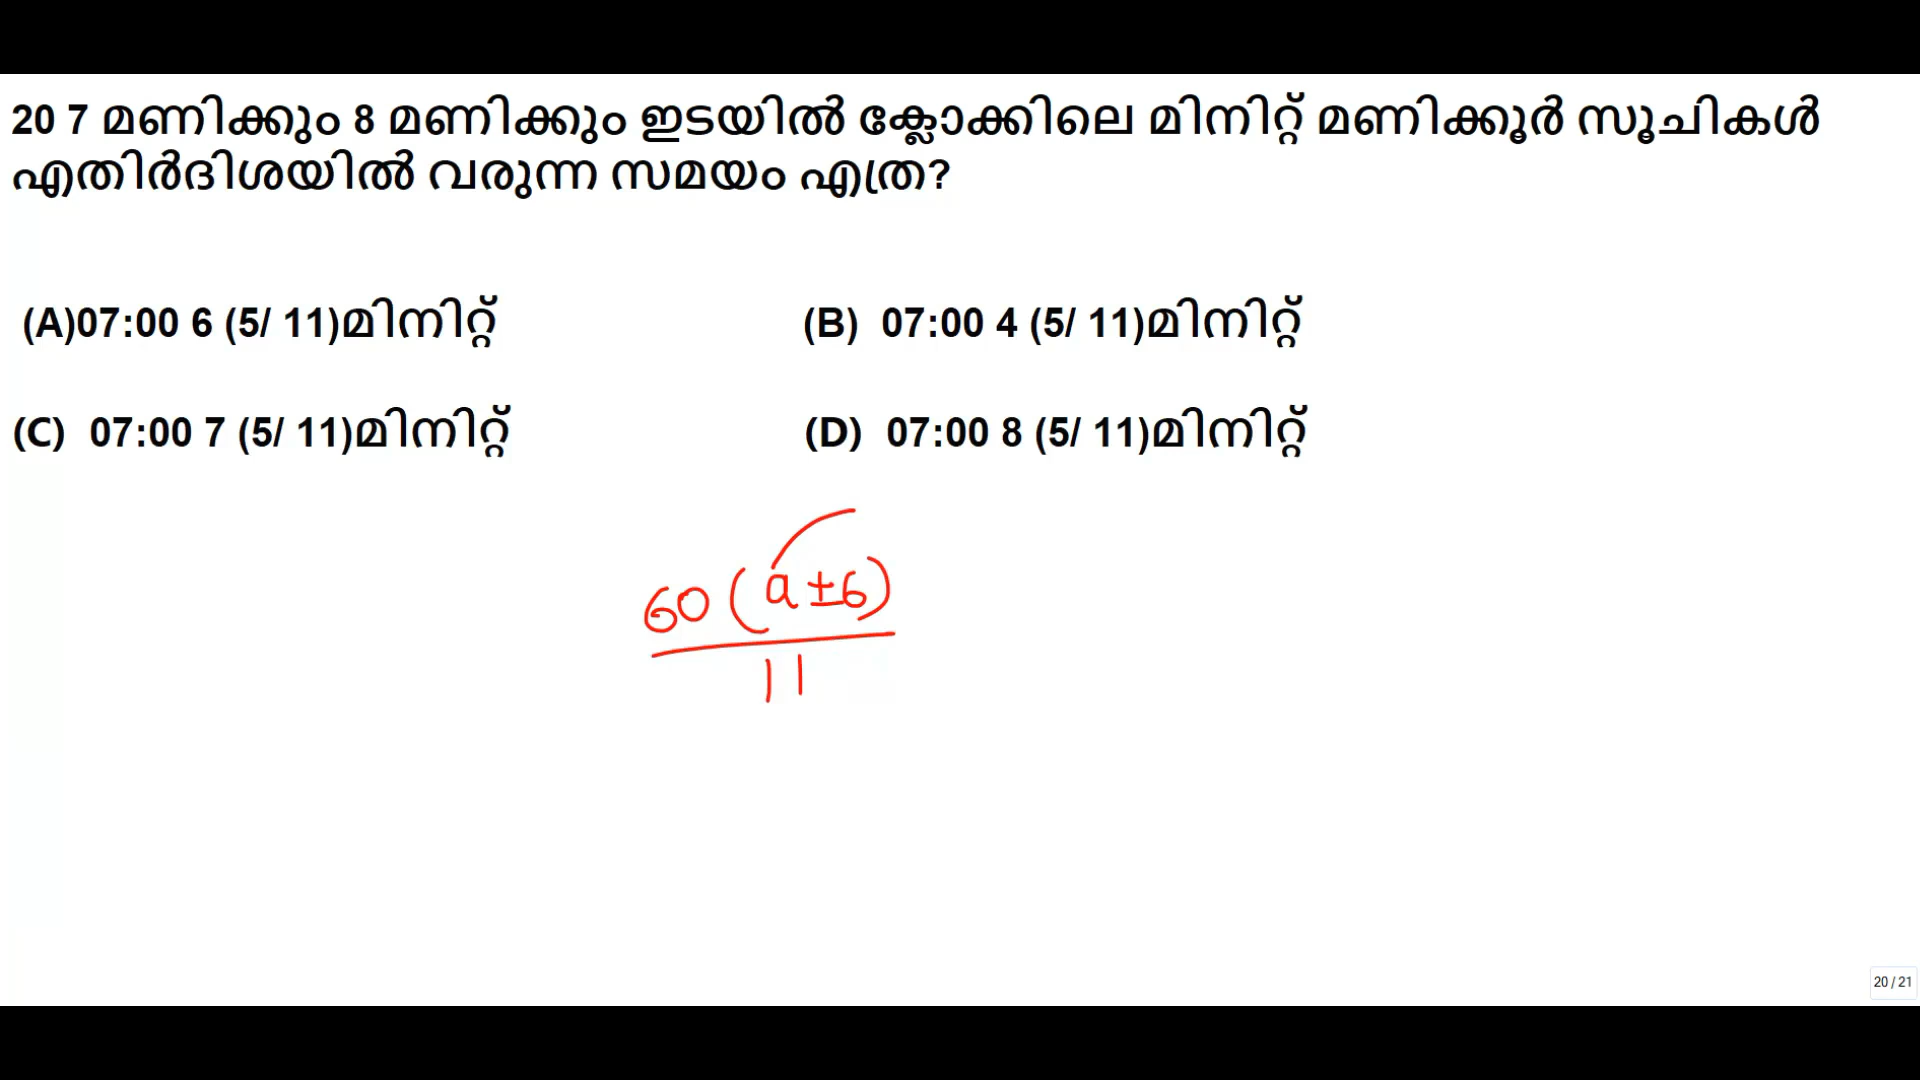 20 7 മണിക്കും 8 മണിക്കും ഇടയിൽ ക്ലോക്കിലെ മിനിറ്റ് മണിക്കൂർ സൂചികൾ
എതിർദിശയിൽ വരുന്ന സമയം എത്ര?
(A)07:00 6 (5/ 11)മിനിറ്റ് (B) 07:00 4 (5/ 11)മിനിറ്റ്
(C) 07:00 7 (5/ 11)മിനിറ്റ് (D) 07:00 8 (5/ 11)മിനിറ്റ്
60 (a ± 6)
11
20 / 21